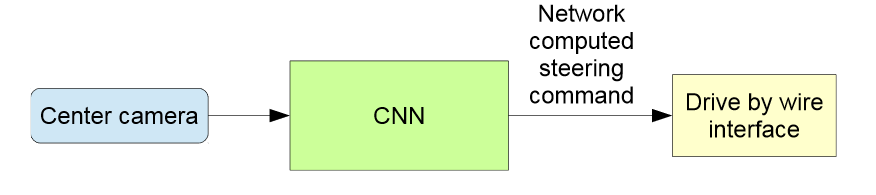 Center camera
CNN
Network
computed
steering
command
Drive by wire
interface